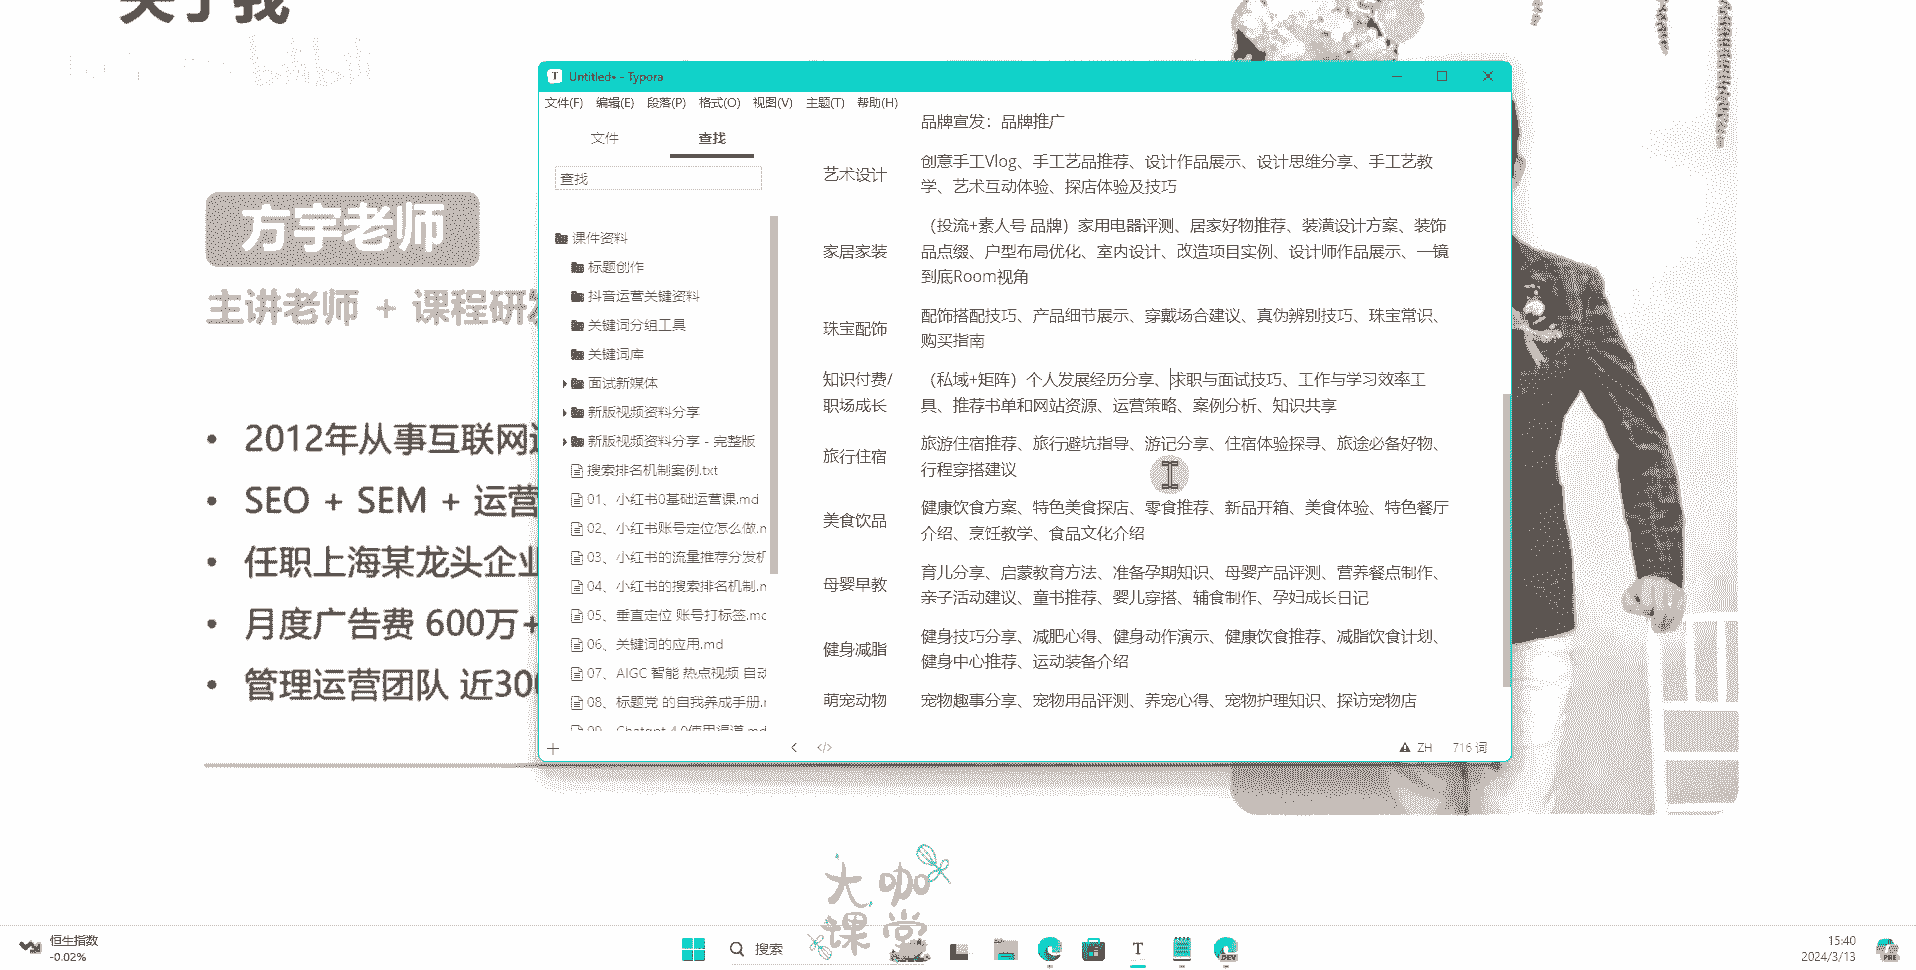 关于我
bilibili
方宇老师
主讲老师 + 课程研发
2012年从事互联网运
SEO + SEM + 运营
任职上海某龙头企业
月度广告费 600万+
管理运营团队 近300
Untitled• - Typora
文件(F) 编辑(E) 段落(P) 格式(O) 视图(V) 主题(T) 帮助(H)
文件 查找
查找
课件资料
标题创作
抖音运营关键资料
关键词分组工具
关键词库
面试新媒体
新版视频资料分享
新版视频资料分享 - 完整版
搜索排名机制案例.txt
01、小红书0基础运营课.md
02、小红书账号定位怎么做.n
03、小红书的流量推荐分发机
04、小红书的搜索排名机制.n
05、垂直定位 账号打标签.mc
06、关键词的应用.md
07、AIGC 智能 热点视频 自动
08、标题党 的自我养成手册.r
09、Chatgpt 4.0使用渠道.md
品牌宣发：品牌推广
艺术设计
创意手工Vlog、手工艺品推荐、设计作品展示、设计思维分享、手工艺教
学、艺术互动体验、探店体验及技巧
家居家装
（投流+素人号 品牌）家用电器评测、居家好物推荐、装潢设计方案、装饰
品点缀、户型布局优化、室内设计、改造项目实例、设计师作品展示、一镜
到底Room视角
珠宝配饰
配饰搭配技巧、产品细节展示、穿戴场合建议、真伪辨别技巧、珠宝常识、
购买指南
知识付费/
职场成长
（私域+矩阵）个人发展经历分享、求职与面试技巧、工作与学习效率工
具、推荐书单和网站资源、运营策略、案例分析、知识共享
旅行住宿
旅游住宿推荐、旅行避坑指导、游记分享、住宿体验探寻、旅途必备好物、
行程穿搭建议
美食饮品
健康饮食方案、特色美食探店、零食推荐、新品开箱、美食体验、特色餐厅
介绍、烹饪教学、食品文化介绍
母婴早教
育儿分享、启蒙教育方法、准备孕期知识、母婴产品评测、营养餐点制作、
亲子活动建议、童书推荐、婴儿穿搭、辅食制作、孕妇成长日记
健身减脂
健身技巧分享、减肥心得、健身动作演示、健康饮食推荐、减脂饮食计划、
健身中心推荐、运动装备介绍
萌宠动物
宠物趣事分享、宠物用品评测、养宠心得、宠物护理知识、探访宠物店
ZH 716 词
大咖
课堂
恒生指数
-0.02%
搜索
DEV
15:40
2024/3/13
PRE